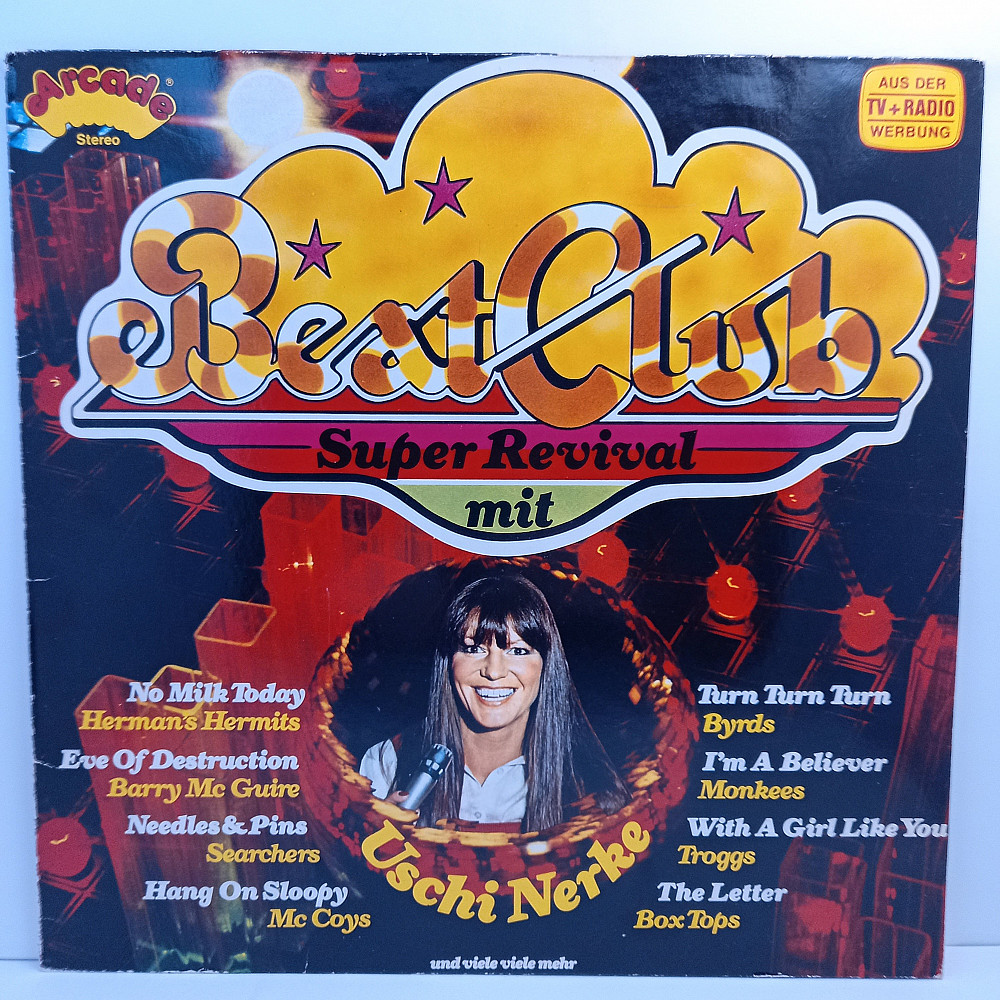 Arcade®
Stereo
AUS DER
TV+RADIO
WERBUNG
Beat Club
Super Revival
mit
No Milk Today
Herman's Hermits
Eve Of Destruction
Barry Mc Guire
Needles & Pins
Searchers
Hang On Sloopy
Mc Coys
Turn Turn Turn
Byrds
I'm A Believer
Monkees
With A Girl Like You
Troggs
The Letter
Box Tops
Uschi Nerke
und viele viele mehr